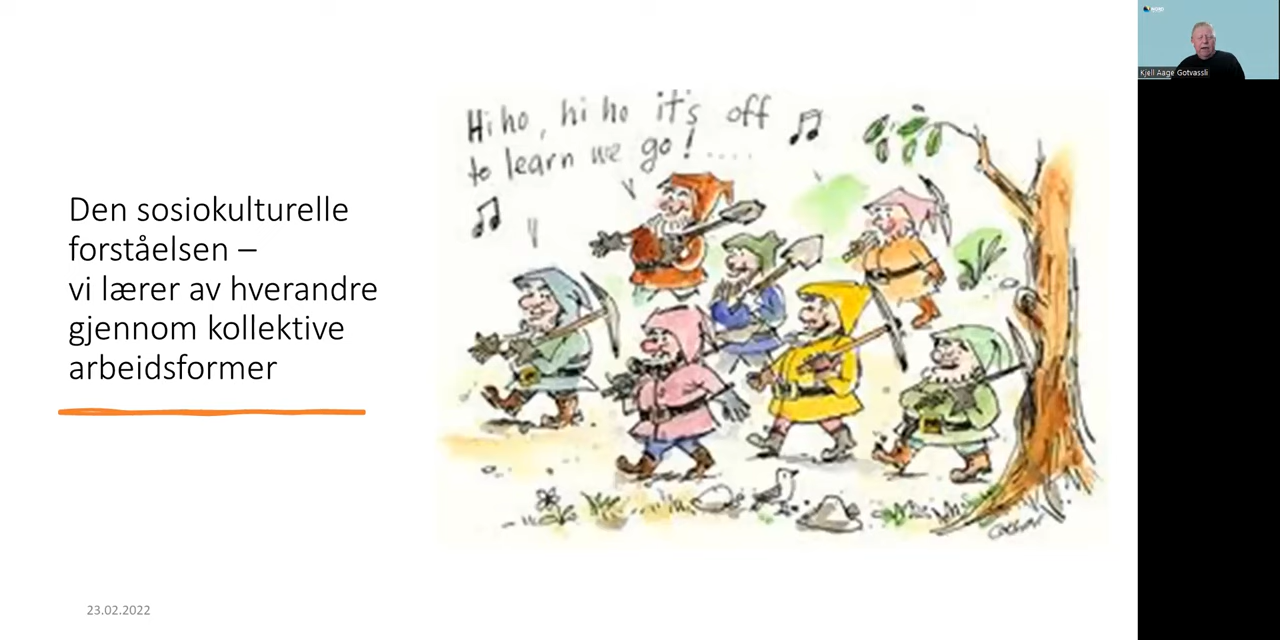 Den sosiokulturelle
forståelsen –
vi lærer av hverandre
gjennom kollektive
arbeidsformer
Hi ho, hi ho it's off
to learn we go!....
23.02.2022
Kjell Aage Gotvassli